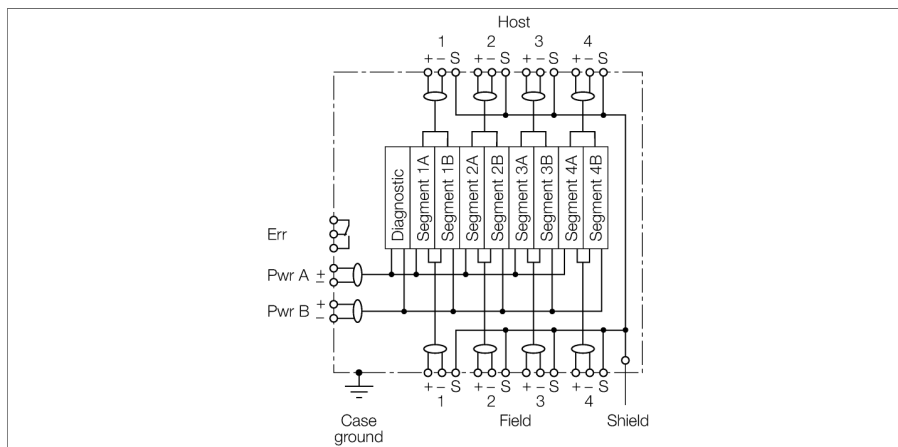 Host
1 2 3 4
+ − S + − S + − S + − S
Diagnostic
Segment 1A
Segment 1B
Segment 2A
Segment 2B
Segment 3A
Segment 3B
Segment 4A
Segment 4B
Err
Pwr A + −
Pwr B + −
+ − S + − S + − S + − S
1 2 3 4
Case
ground
Field
Shield